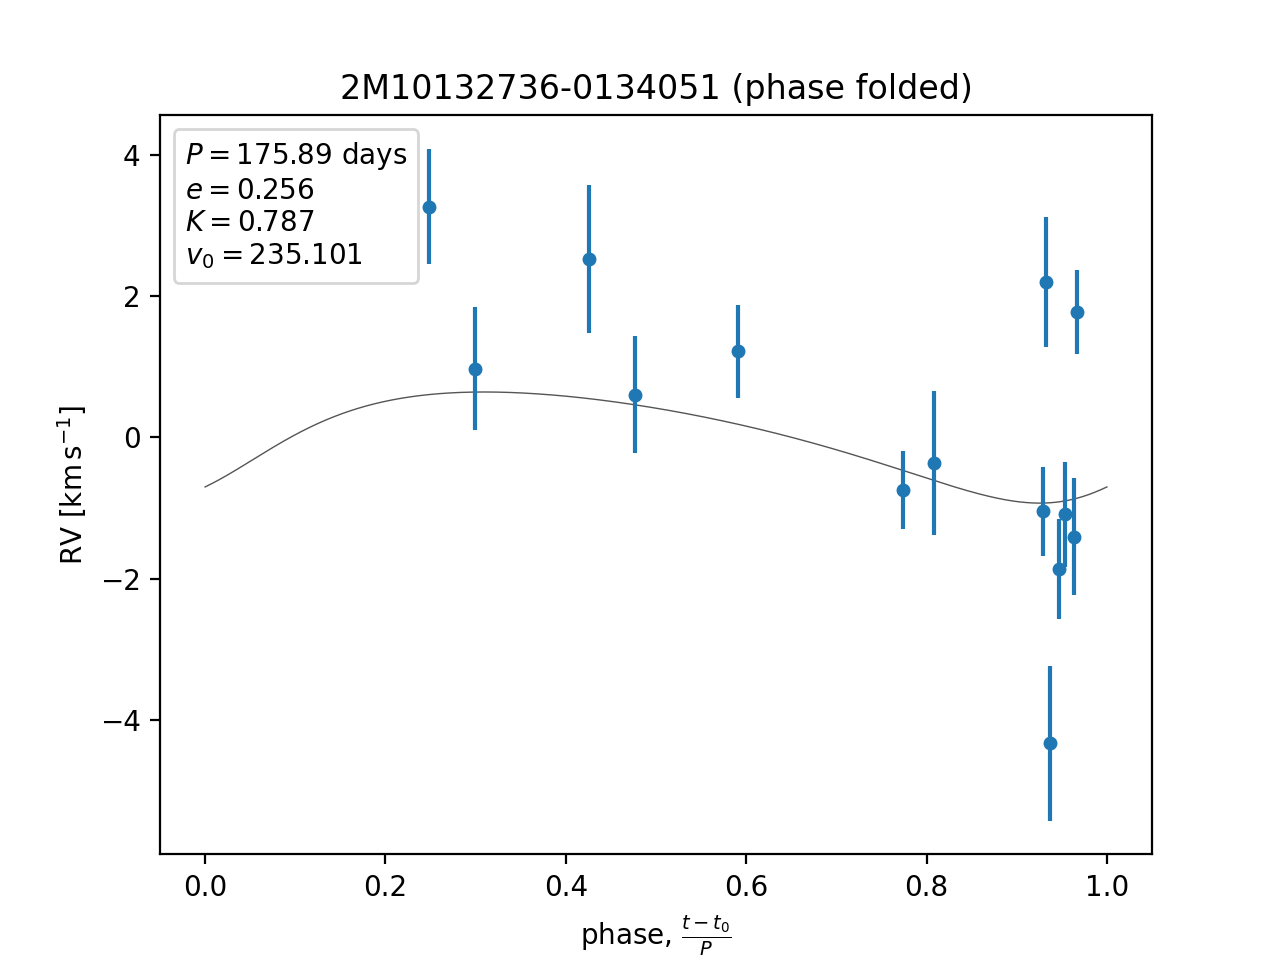 2M10132736-0134051 (phase folded)
P = 175.89 days
e = 0.256
K = 0.787
v₀ = 235.101
4
2
0
−2
−4
RV [km s⁻¹]
0.0 0.2 0.4 0.6 0.8 1.0
phase, (t − t₀)/P